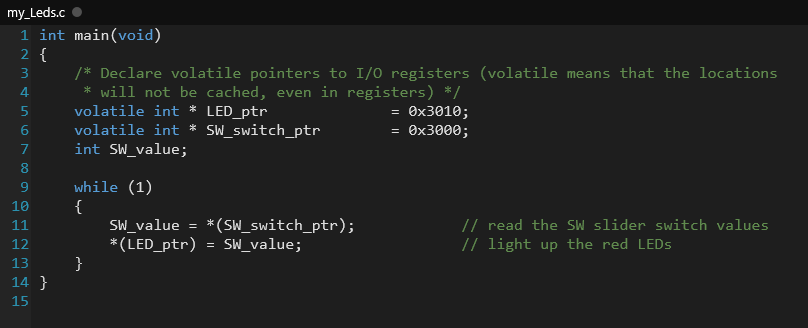 my_Leds.c
1 int main(void)
2 {
3     /* Declare volatile pointers to I/O registers (volatile means that the locations
4      * will not be cached, even in registers) */
5     volatile int * LED_ptr              = 0x3010;
6     volatile int * SW_switch_ptr        = 0x3000;
7     int SW_value;
8
9     while (1)
10     {
11         SW_value = *(SW_switch_ptr);            // read the SW slider switch values
12         *(LED_ptr) = SW_value;                  // light up the red LEDs
13     }
14 }
15